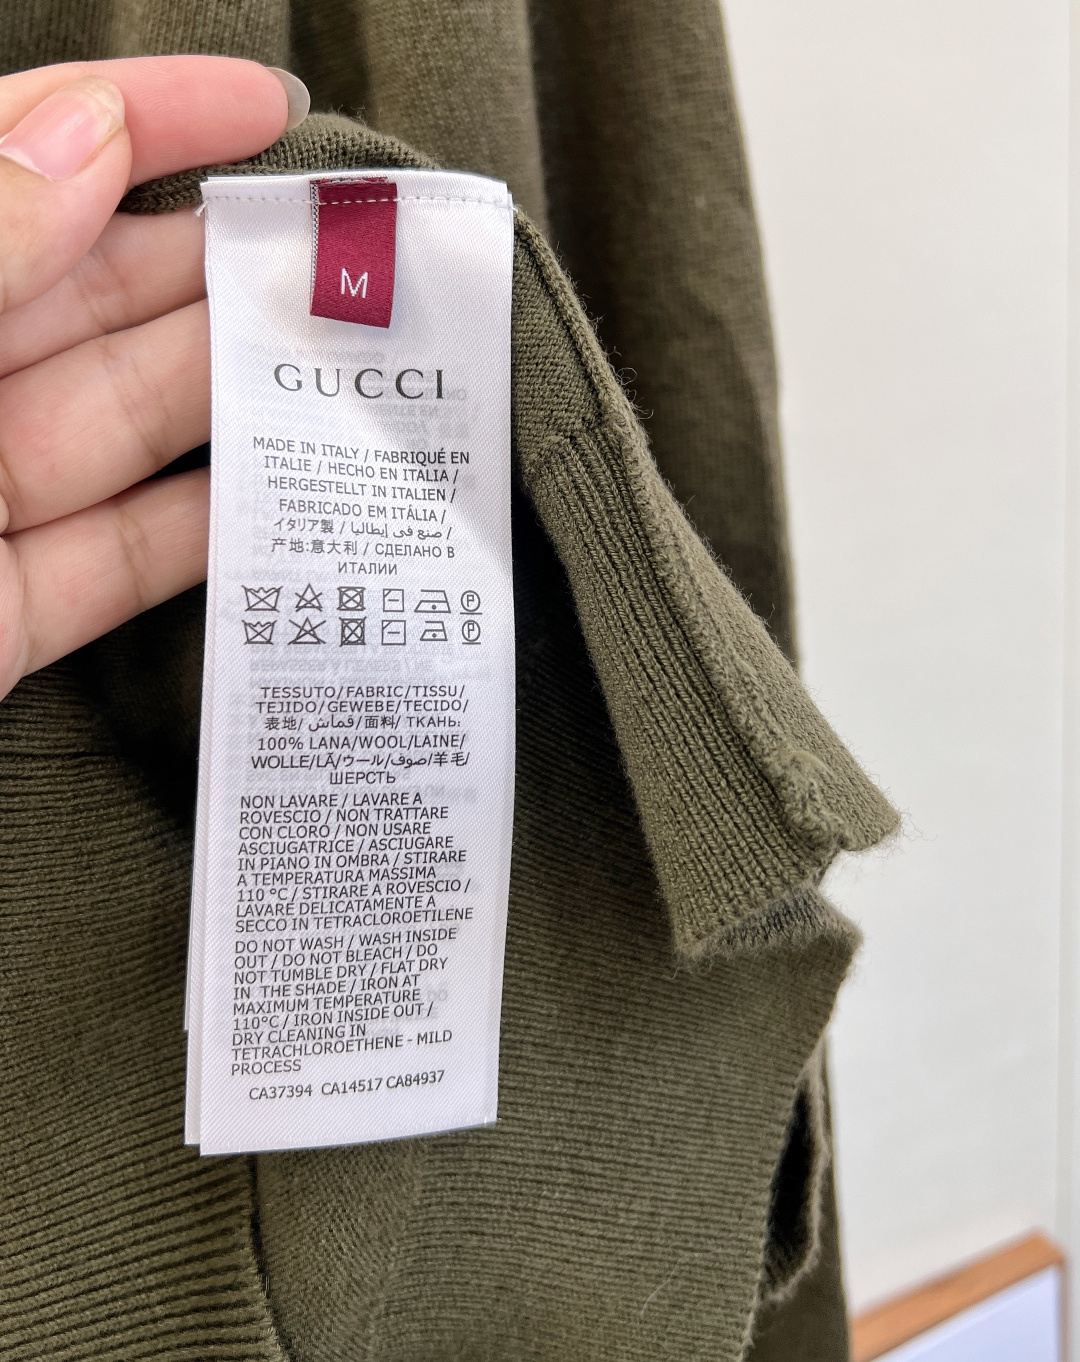 M
GUCCI
MADE IN ITALY / FABRIQUÉ EN
ITALIE / HECHO EN ITALIA /
HERGESTELLT IN ITALIEN /
FABRICADO EM ITÁLIA /
イタリア製 / صنع في إيطاليا /
产地:意大利 / СДЕЛАНО В
ИТАЛИИ
P
P
TESSUTO/FABRIC/TISSU/
TEJIDO/GEWEBE/TECIDO/
表地/ قماش/面料/ ТКАНЬ:
100% LANA/WOOL/LAINE/
WOLLE/LÃ/ウール/صوف/羊毛/
ШЕРСТЬ
NON LAVARE / LAVARE A
ROVESCIO / NON TRATTARE
CON CLORO / NON USARE
ASCIUGATRICE / ASCIUGARE
IN PIANO IN OMBRA / STIRARE
A TEMPERATURA MASSIMA
110 °C / STIRARE A ROVESCIO /
LAVARE DELICATAMENTE A
SECCO IN TETRACLOROETILENE
DO NOT WASH / WASH INSIDE
OUT / DO NOT BLEACH / DO
NOT TUMBLE DRY / FLAT DRY
IN THE SHADE / IRON AT
MAXIMUM TEMPERATURE
110°C / IRON INSIDE OUT /
DRY CLEANING IN
TETRACHLOROETHENE - MILD
PROCESS
CA37394 CA14517 CA84937